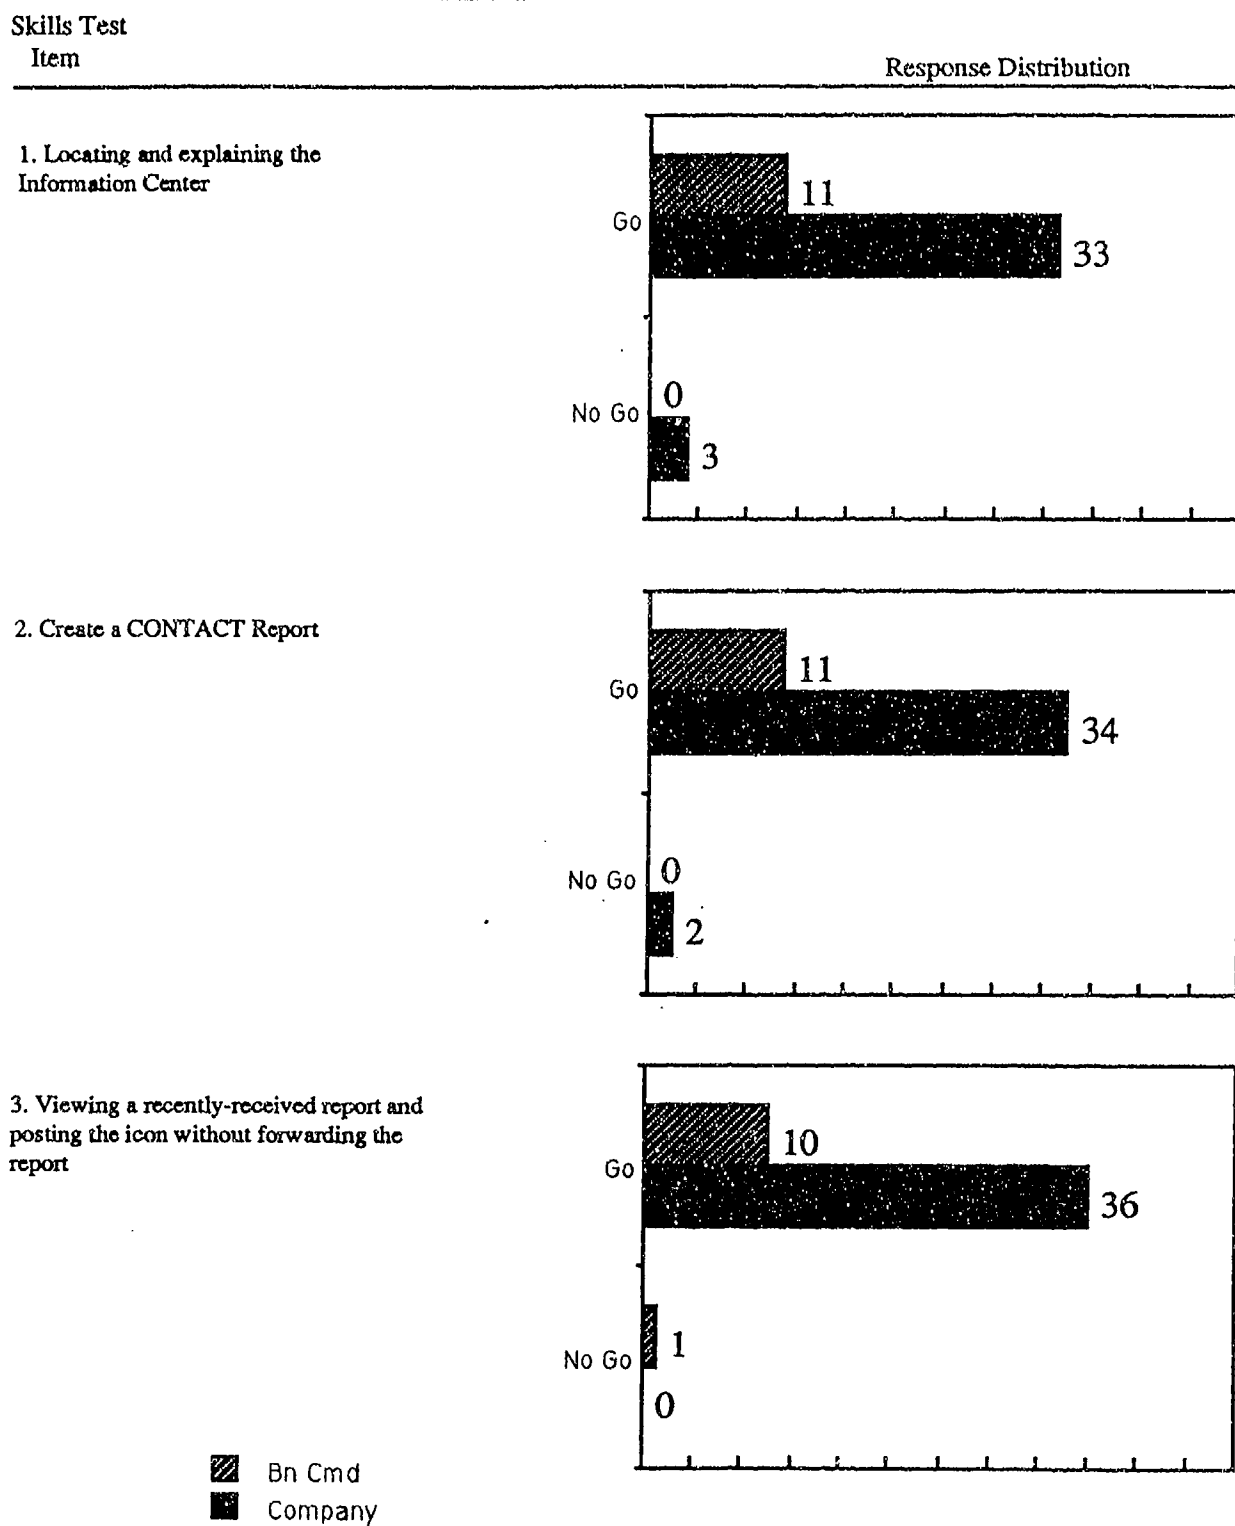 Skills Test
Item
Response Distribution
1. Locating and explaining the
Information Center
11
Go
33
0
No Go
3
2. Create a CONTACT Report
11
Go
34
0
No Go
2
3. Viewing a recently-received report and
posting the icon without forwarding the
report
10
Go
36
1
No Go
0
Bn Cmd
Company